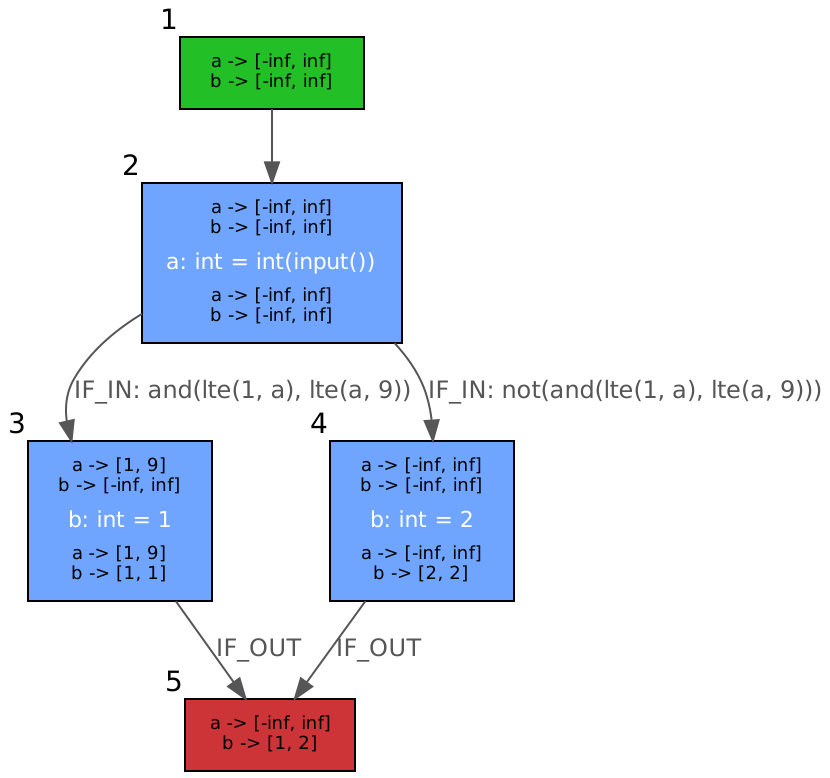 1
a -> [-inf, inf]
b -> [-inf, inf]
2
a -> [-inf, inf]
b -> [-inf, inf]
a: int = int(input())
a -> [-inf, inf]
b -> [-inf, inf]
IF_IN: and(lte(1, a), lte(a, 9))
IF_IN: not(and(lte(1, a), lte(a, 9)))
3
a -> [1, 9]
b -> [-inf, inf]
b: int = 1
a -> [1, 9]
b -> [1, 1]
4
a -> [-inf, inf]
b -> [-inf, inf]
b: int = 2
a -> [-inf, inf]
b -> [2, 2]
IF_OUT
IF_OUT
5
a -> [-inf, inf]
b -> [1, 2]